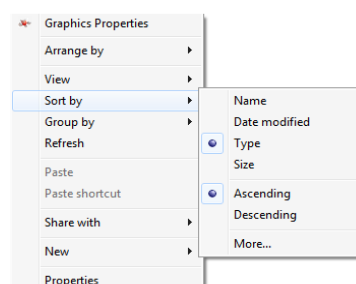 Graphics Properties
Arrange by
View
Sort by
Group by
Refresh
Paste
Paste shortcut
Share with
New
Properties
Name
Date modified
Type
Size
Ascending
Descending
More...